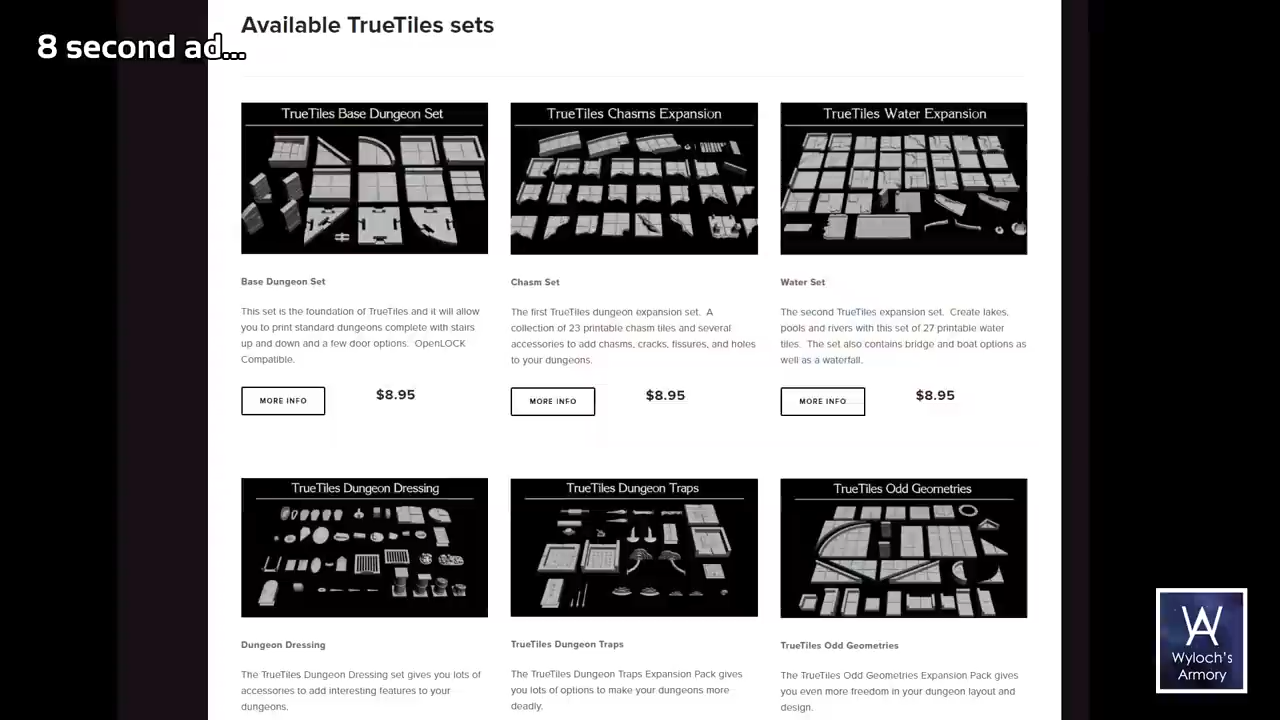 8 second ad...
Available TrueTiles sets
TrueTiles Base Dungeon Set
TrueTiles Chasms Expansion
TrueTiles Water Expansion
Base Dungeon Set
This set is the foundation of TrueTiles and it will allow
you to print standard dungeons complete with stairs
up and down and a few door options.  OpenLOCK
Compatible.
MORE INFO
$8.95
Chasm Set
The first TrueTiles dungeon expansion set.  A
collection of 23 printable chasm tiles and several
accessories to add chasms, cracks, fissures, and holes
to your dungeons.
MORE INFO
$8.95
Water Set
The second TrueTiles expansion set.  Create lakes,
pools and rivers with this set of 27 printable water
tiles.  The set also contains bridge and boat options as
well as a waterfall.
MORE INFO
$8.95
TrueTiles Dungeon Dressing
TrueTiles Dungeon Traps
TrueTiles Odd Geometries
Dungeon Dressing
The TrueTiles Dungeon Dressing set gives you lots of
accessories to add interesting features to your
dungeons.
TrueTiles Dungeon Traps
The TrueTiles Dungeon Traps Expansion Pack gives
you lots of options to make your dungeons more
deadly.
TrueTiles Odd Geometries
The TrueTiles Odd Geometries Expansion Pack gives
you even more freedom in your dungeon layout and
design.
WA
Wyloch's
Armory